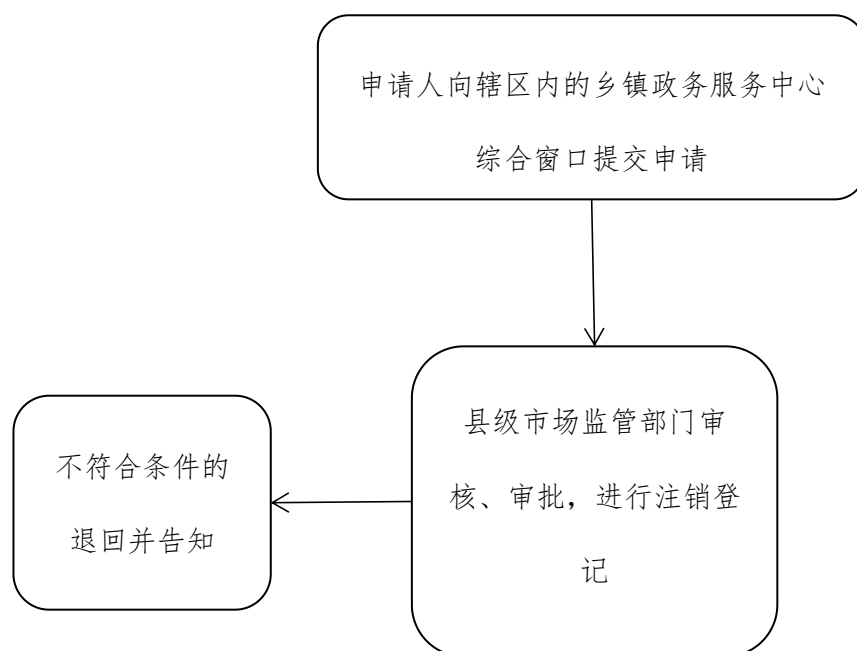 申请人向辖区内的乡镇政务服务中心
综合窗口提交申请
县级市场监管部门审
核、审批，进行注销登
记
不符合条件的
退回并告知